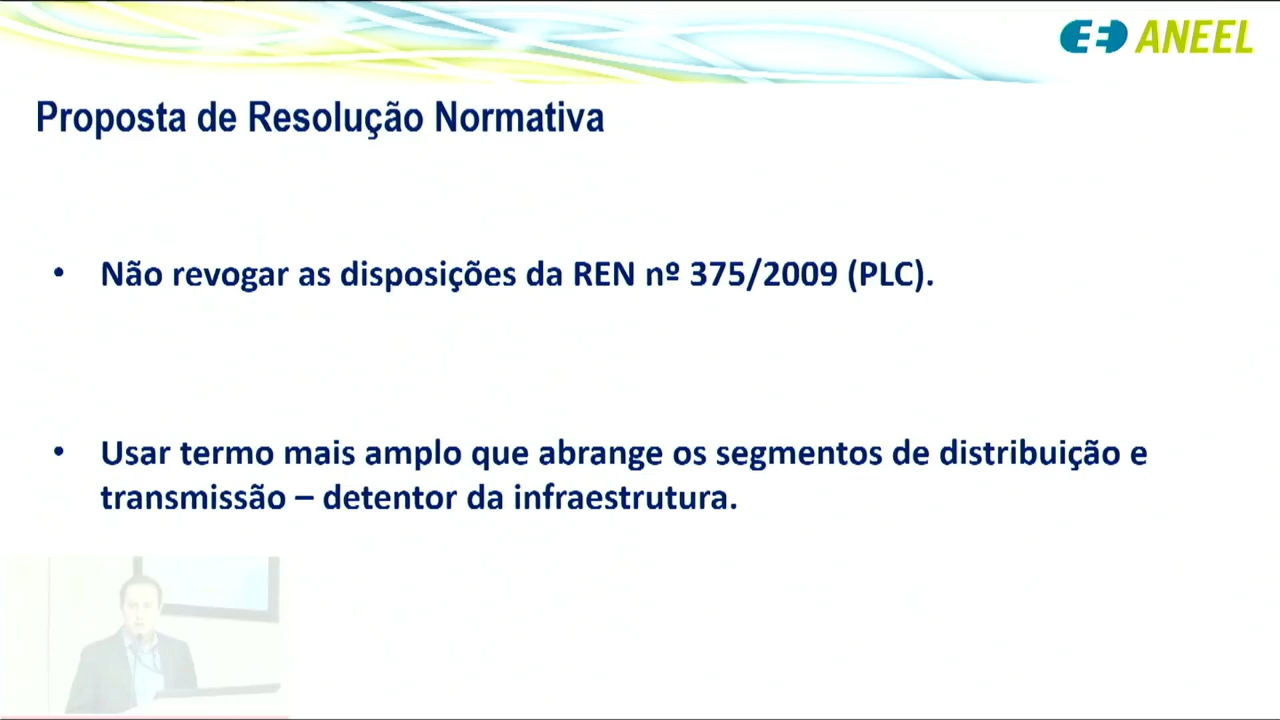 ANEEL
Proposta de Resolução Normativa
• Não revogar as disposições da REN nº 375/2009 (PLC).
• Usar termo mais amplo que abrange os segmentos de distribuição e
transmissão – detentor da infraestrutura.